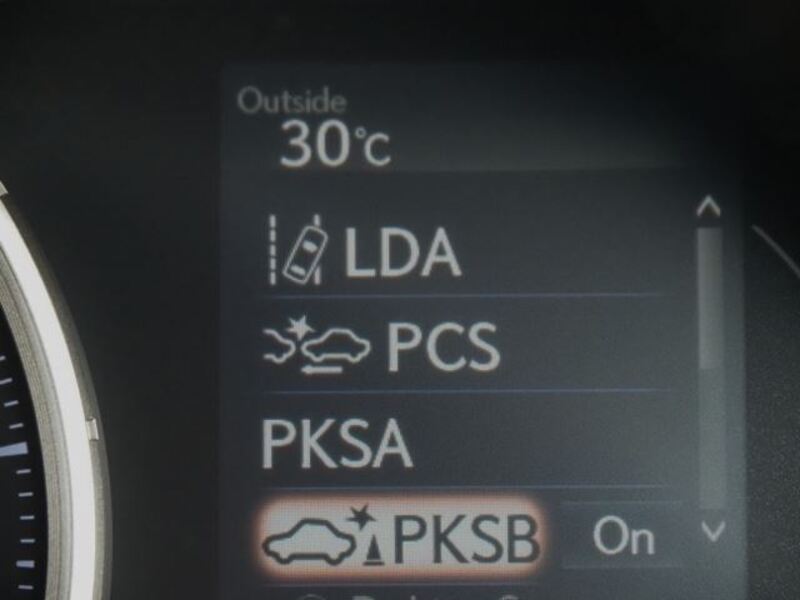 Outside
30°C
LDA
PCS
PKSA
PKSB On